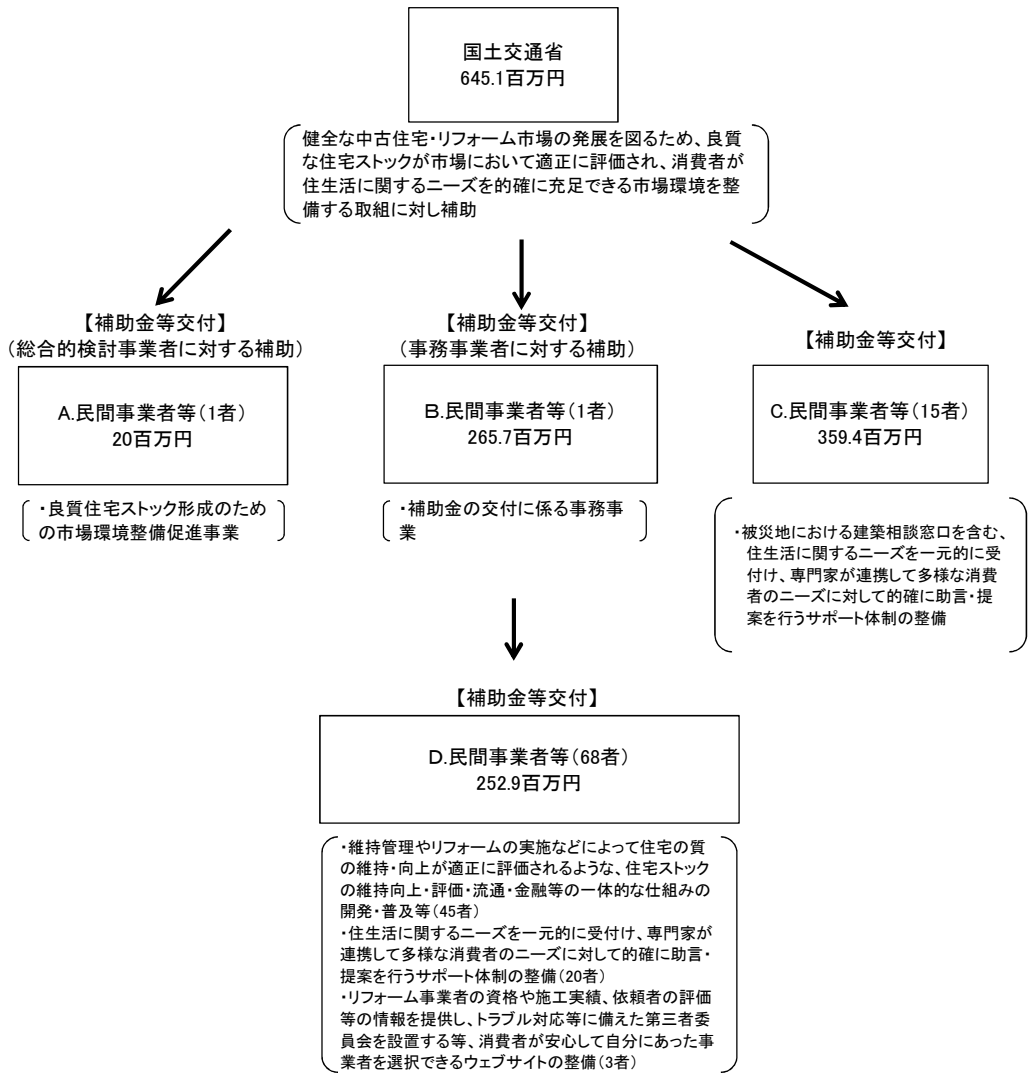 国土交通省
645.1百万円
健全な中古住宅・リフォーム市場の発展を図るため、良質
な住宅ストックが市場において適正に評価され、消費者が
住生活に関するニーズを的確に充足できる市場環境を整
備する取組に対し補助
【補助金等交付】
(総合的検討事業者に対する補助)
A.民間事業者等(1者)
20百万円
・良質住宅ストック形成のため
の市場環境整備促進事業
【補助金等交付】
(事務事業者に対する補助)
B.民間事業者等(1者)
265.7百万円
・補助金の交付に係る事務事
業
【補助金等交付】
C.民間事業者等(15者)
359.4百万円
・被災地における建築相談窓口を含む、
住生活に関するニーズを一元的に受
付け、専門家が連携して多様な消費
者のニーズに対して的確に助言・提
案を行うサポート体制の整備
【補助金等交付】
D.民間事業者等(68者)
252.9百万円
・維持管理やリフォームの実施などによって住宅の質
の維持・向上が適正に評価されるような、住宅ストック
の維持向上・評価・流通・金融等の一体的な仕組みの
開発・普及等(45者)
・住生活に関するニーズを一元的に受付け、専門家が
連携して多様な消費者のニーズに対して的確に助言・
提案を行うサポート体制の整備(20者)
・リフォーム事業者の資格や施工実績、依頼者の評価
等の情報を提供し、トラブル対応等に備えた第三者委
員会を設置する等、消費者が安心して自分にあった事
業者を選択できるウェブサイトの整備(3者)